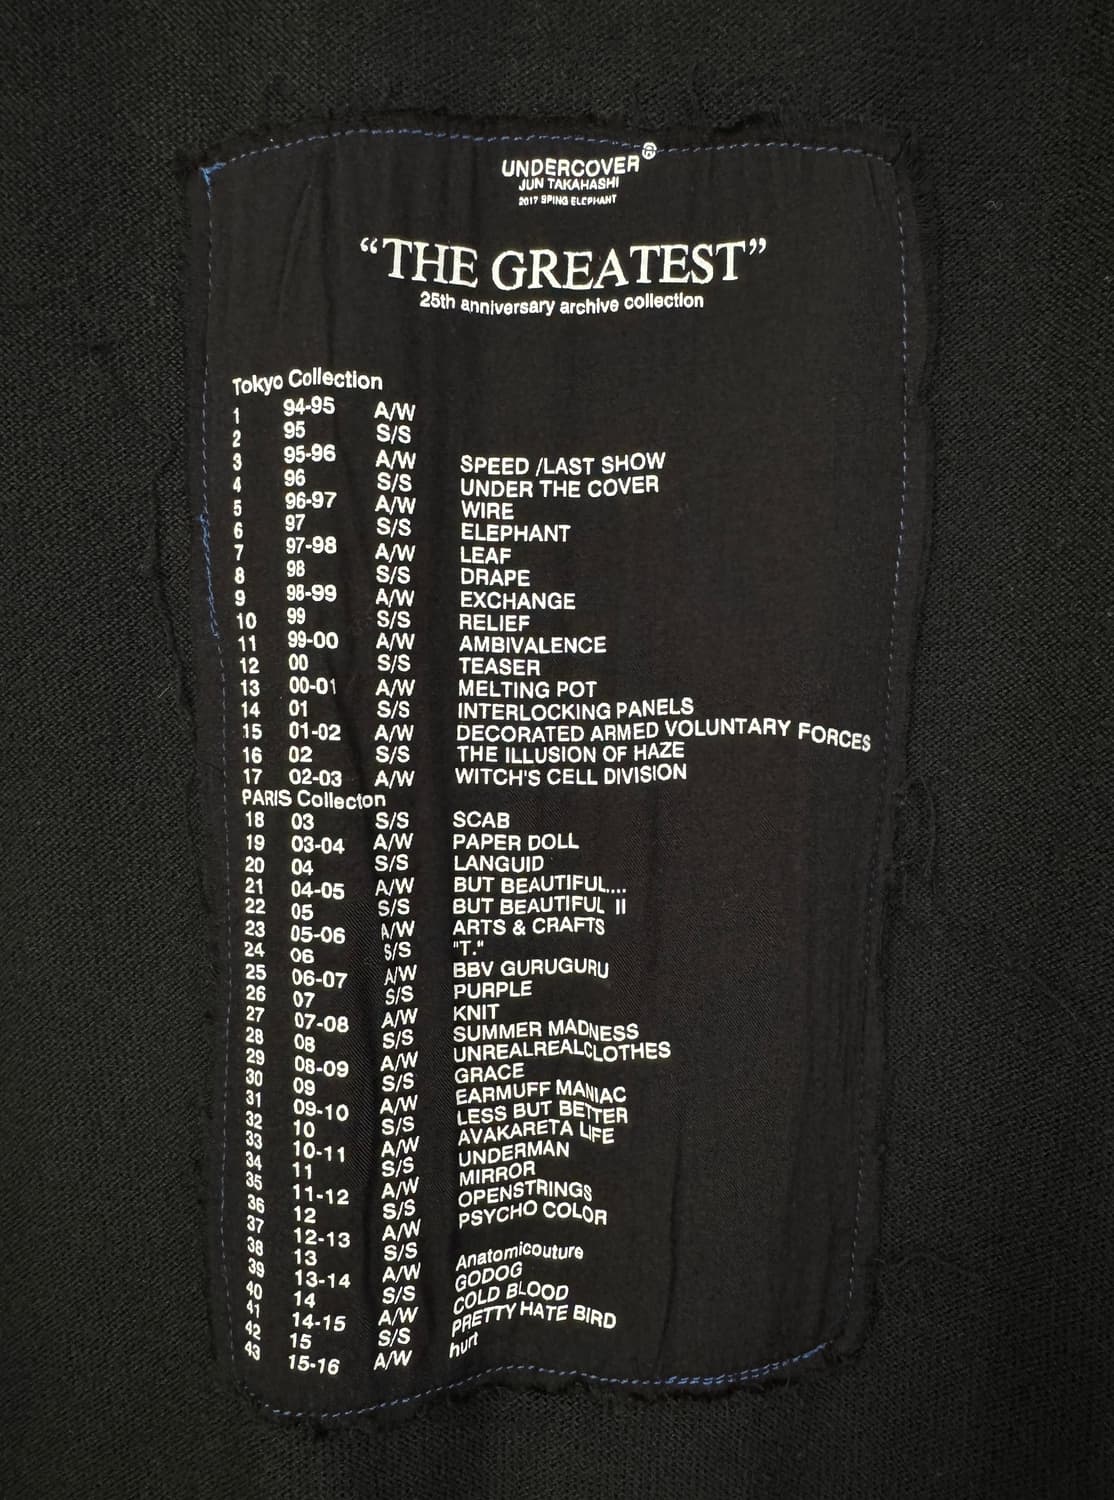 UNDERCOVER®
JUN TAKAHASHI
2017 SPING ELCPHANT
“THE GREATEST”
25th anniversary archive collection
Tokyo Collection
1 94-95 A/W
2 95 S/S
3 95-96 A/W SPEED /LAST SHOW
4 96 S/S UNDER THE COVER
5 96-97 A/W WIRE
6 97 S/S ELEPHANT
7 97-98 A/W LEAF
8 98 S/S DRAPE
9 98-99 A/W EXCHANGE
10 99 S/S RELIEF
11 99-00 A/W AMBIVALENCE
12 00 S/S TEASER
13 00-01 A/W MELTING POT
14 01 S/S INTERLOCKING PANELS
15 01-02 A/W DECORATED ARMED VOLUNTARY FORCES
16 02 S/S THE ILLUSION OF HAZE
17 02-03 A/W WITCH'S CELL DIVISION
PARIS Collecton
18 03 S/S SCAB
19 03-04 A/W PAPER DOLL
20 04 S/S LANGUID
21 04-05 A/W BUT BEAUTIFUL....
22 05 S/S BUT BEAUTIFUL II
23 05-06 A/W ARTS & CRAFTS
24 06 S/S "T."
25 06-07 A/W BBV GURUGURU
26 07 S/S PURPLE
27 07-08 A/W KNIT
28 08 S/S SUMMER MADNESS
29 08-09 A/W UNREALREALCLOTHES
30 09 S/S GRACE
31 09-10 A/W EARMUFF MANIAC
32 10 S/S LESS BUT BETTER
33 10-11 A/W AVAKARETA LIFE
34 11 S/S UNDERMAN
35 11-12 A/W MIRROR
36 12 S/S OPENSTRINGS
37 12-13 A/W PSYCHO COLOR
38 13 S/S
39 13-14 A/W Anatomicouture
40 14 S/S GODOG
41 14-15 A/W COLD BLOOD
42 15 S/S PRETTY HATE BIRD
43 15-16 A/W hurt